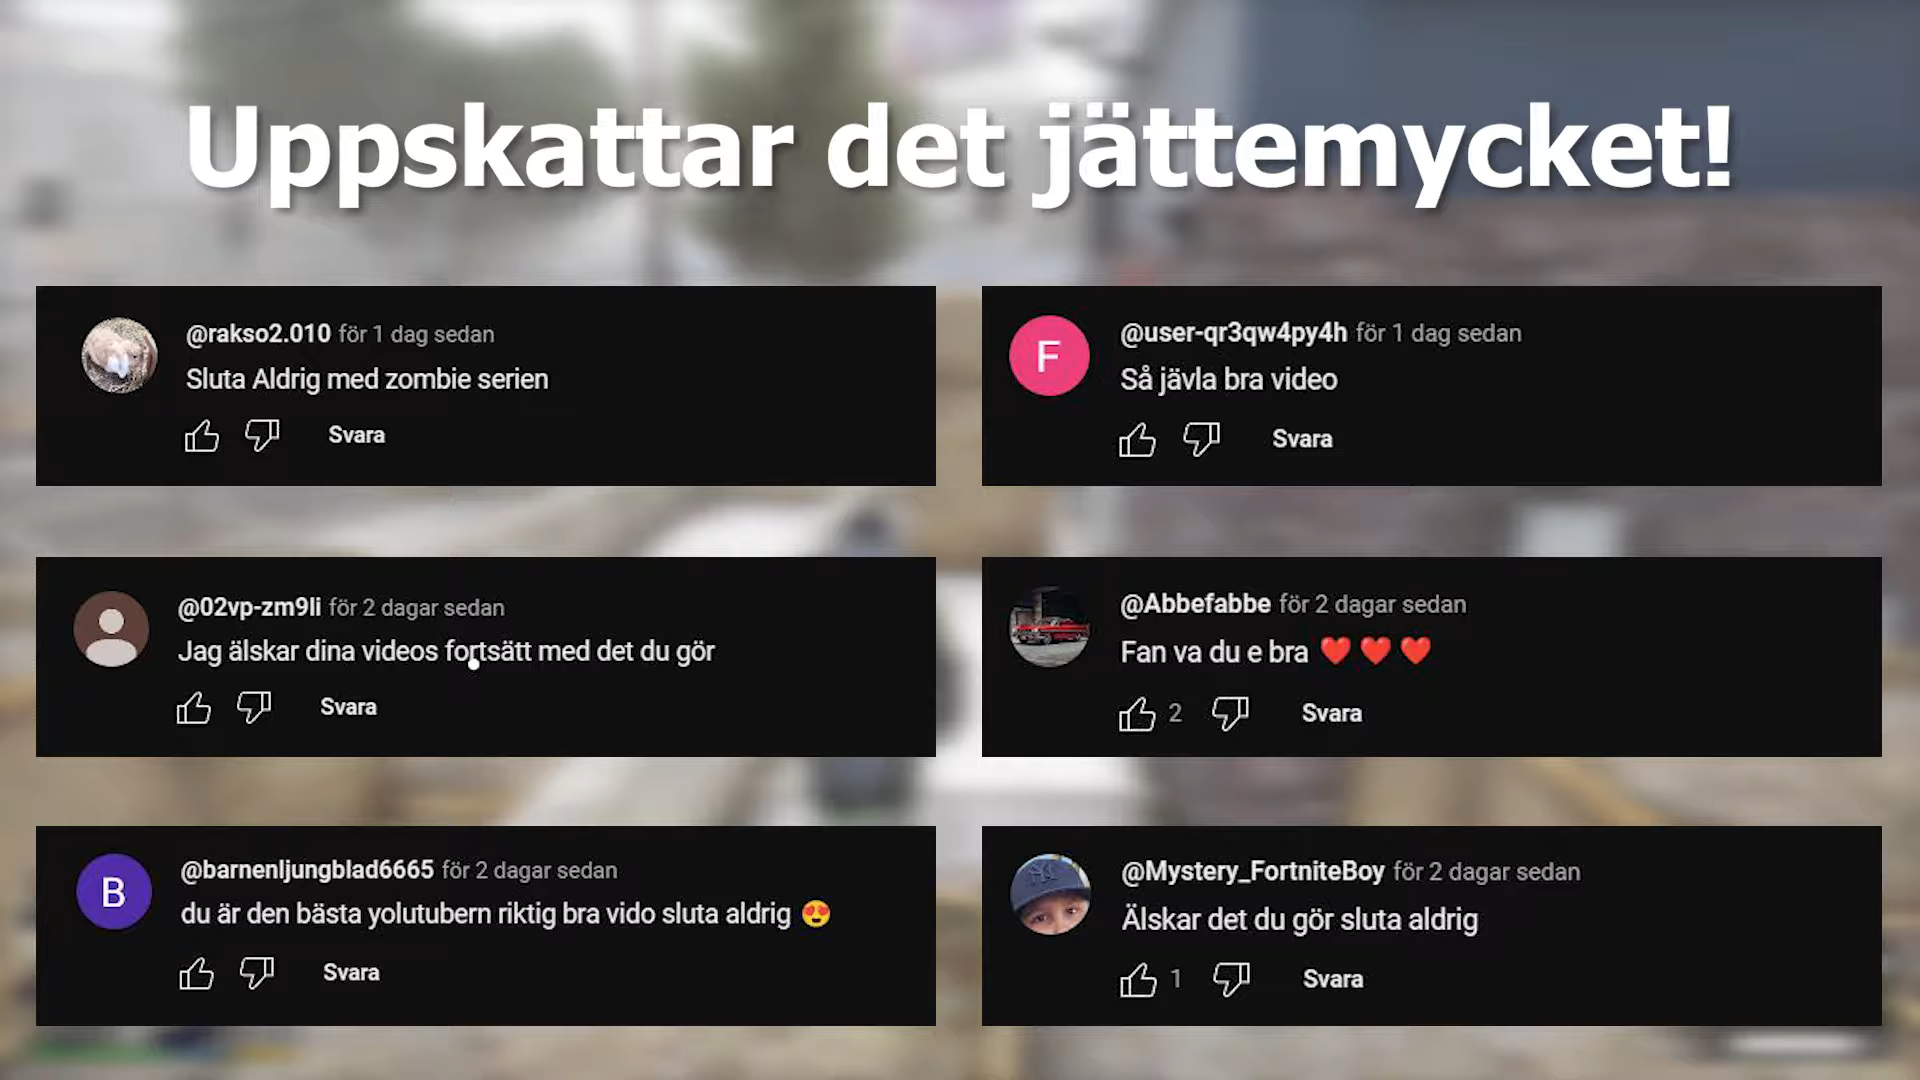 Uppskattar det jättemycket!
@rakso2.010 för 1 dag sedan
Sluta Aldrig med zombie serien
Svara
@user-qr3qw4py4h för 1 dag sedan
F
Så jävla bra video
Svara
@02vp-zm9li för 2 dagar sedan
Jag älskar dina videos fortsätt med det du gör
Svara
@Abbefabbe för 2 dagar sedan
Fan va du e bra ❤️ ❤️ ❤️
2 Svara
@barnenljungblad6665 för 2 dagar sedan
B
du är den bästa yolutubern riktig bra vido sluta aldrig 😍
Svara
@Mystery_FortniteBoy för 2 dagar sedan
Älskar det du gör sluta aldrig
1 Svara